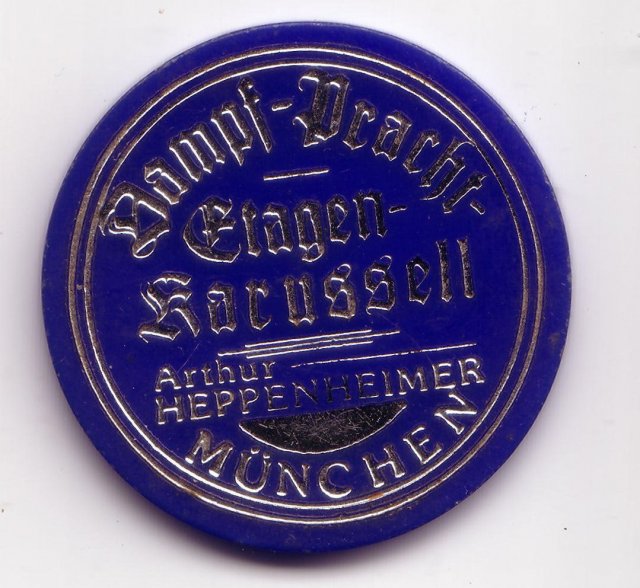 Dampf-Pracht-
Etagen-
Karussell
Arthur
HEPPENHEIMER
MÜNCHEN